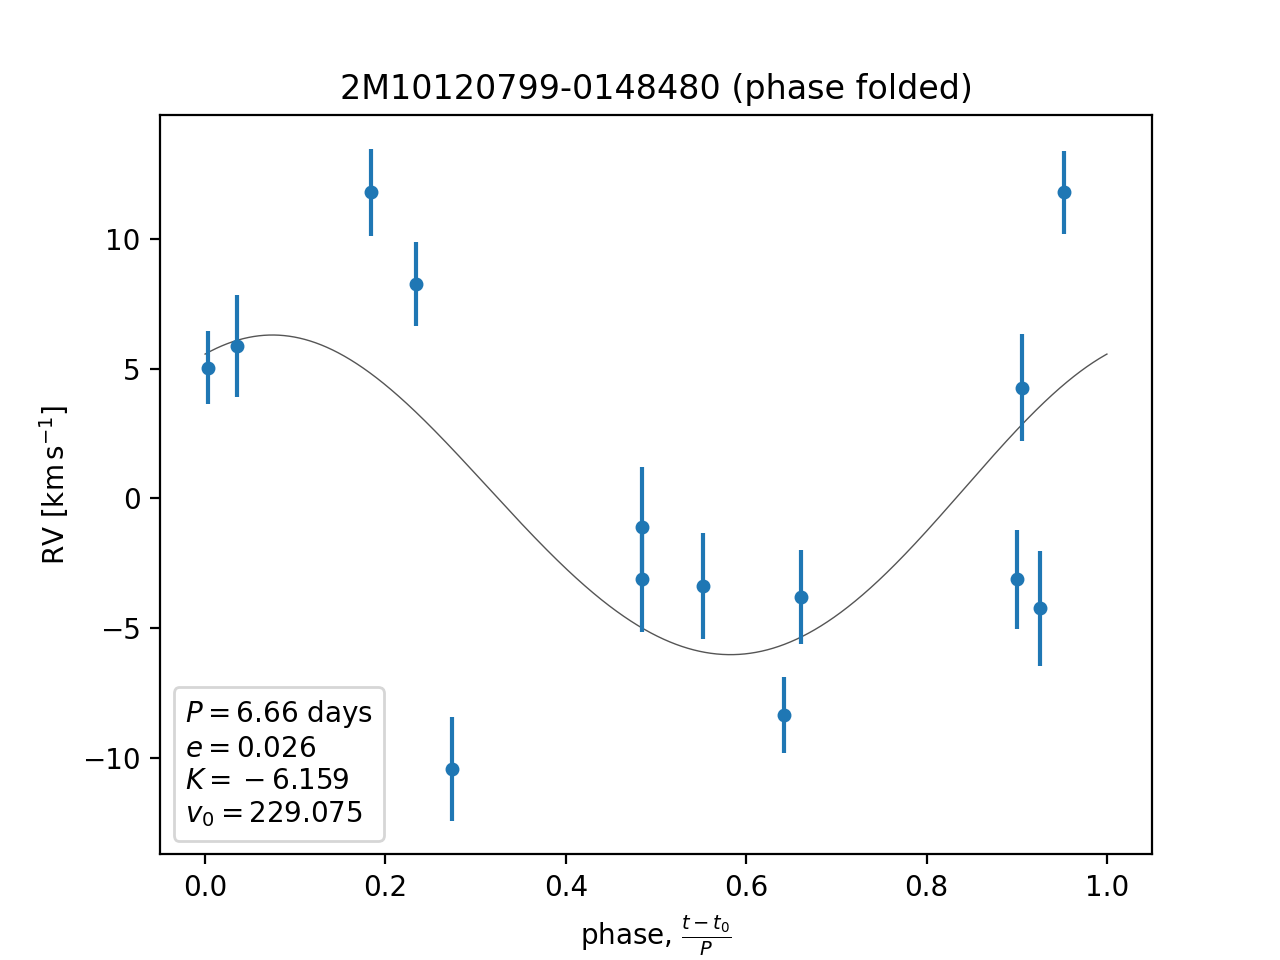 2M10120799-0148480 (phase folded)
RV [km s⁻¹]
10
5
0
−5
−10
P = 6.66 days
e = 0.026
K = − 6.159
v₀ = 229.075
0.0 0.2 0.4 0.6 0.8 1.0
phase, (t − t₀)/P